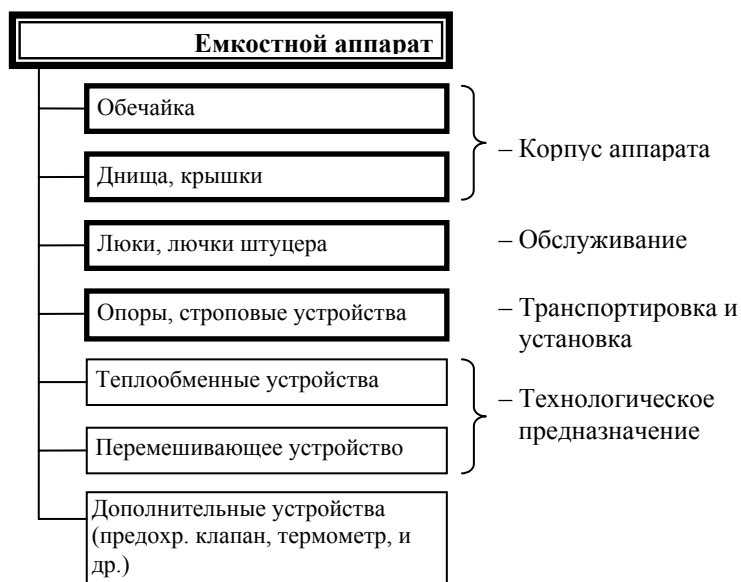 Емкостной аппарат
Обечайка
– Корпус аппарата
Днища, крышки
Люки, лючки штуцера
– Обслуживание
Опоры, строповые устройства
– Транспортировка и
установка
Теплообменные устройства
– Технологическое
предназначение
Перемешивающее устройство
Дополнительные устройства
(предохр. клапан, термометр, и
др.)